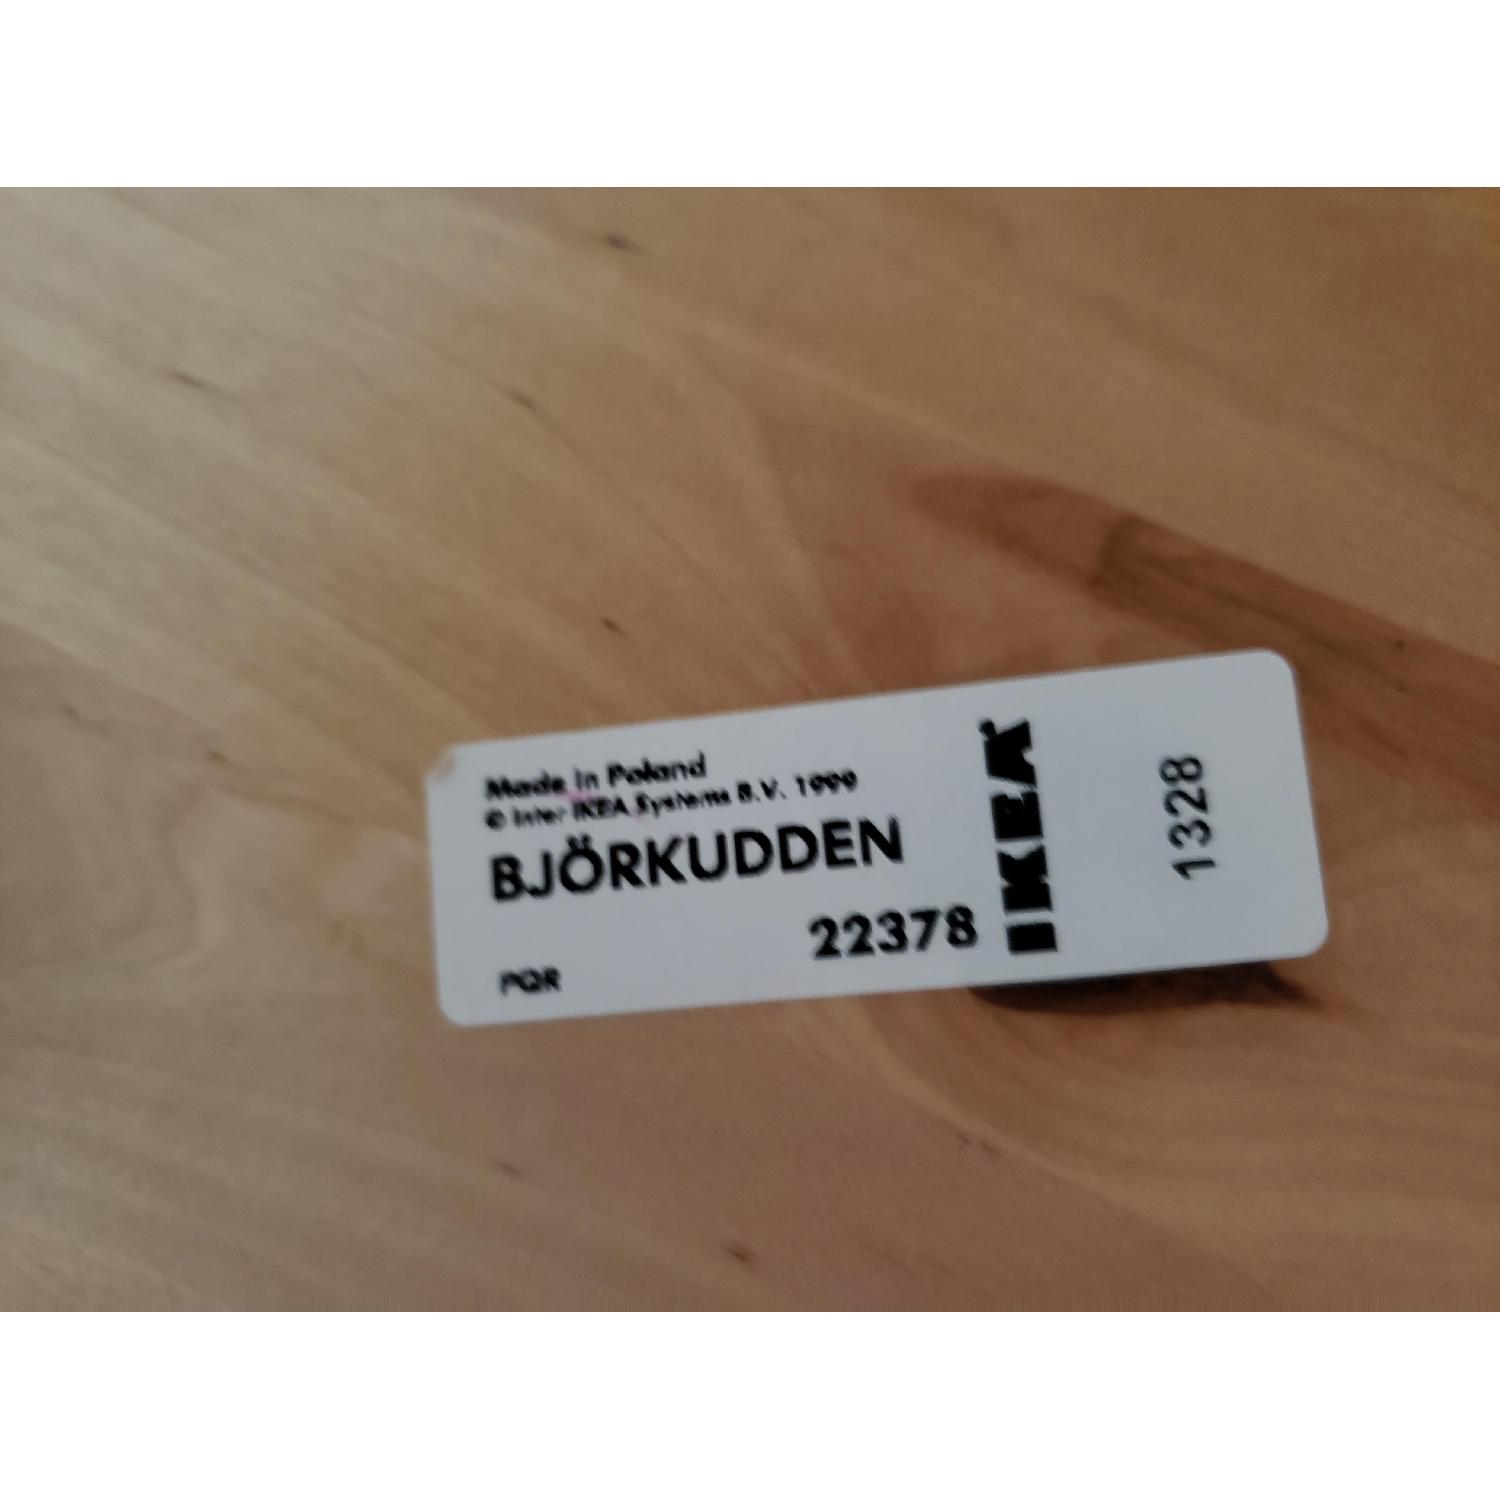 Made in Poland
© Inter IKEA Systems B.V. 1999
BJÖRKUDDEN
22378
PQR
IKEA
1328